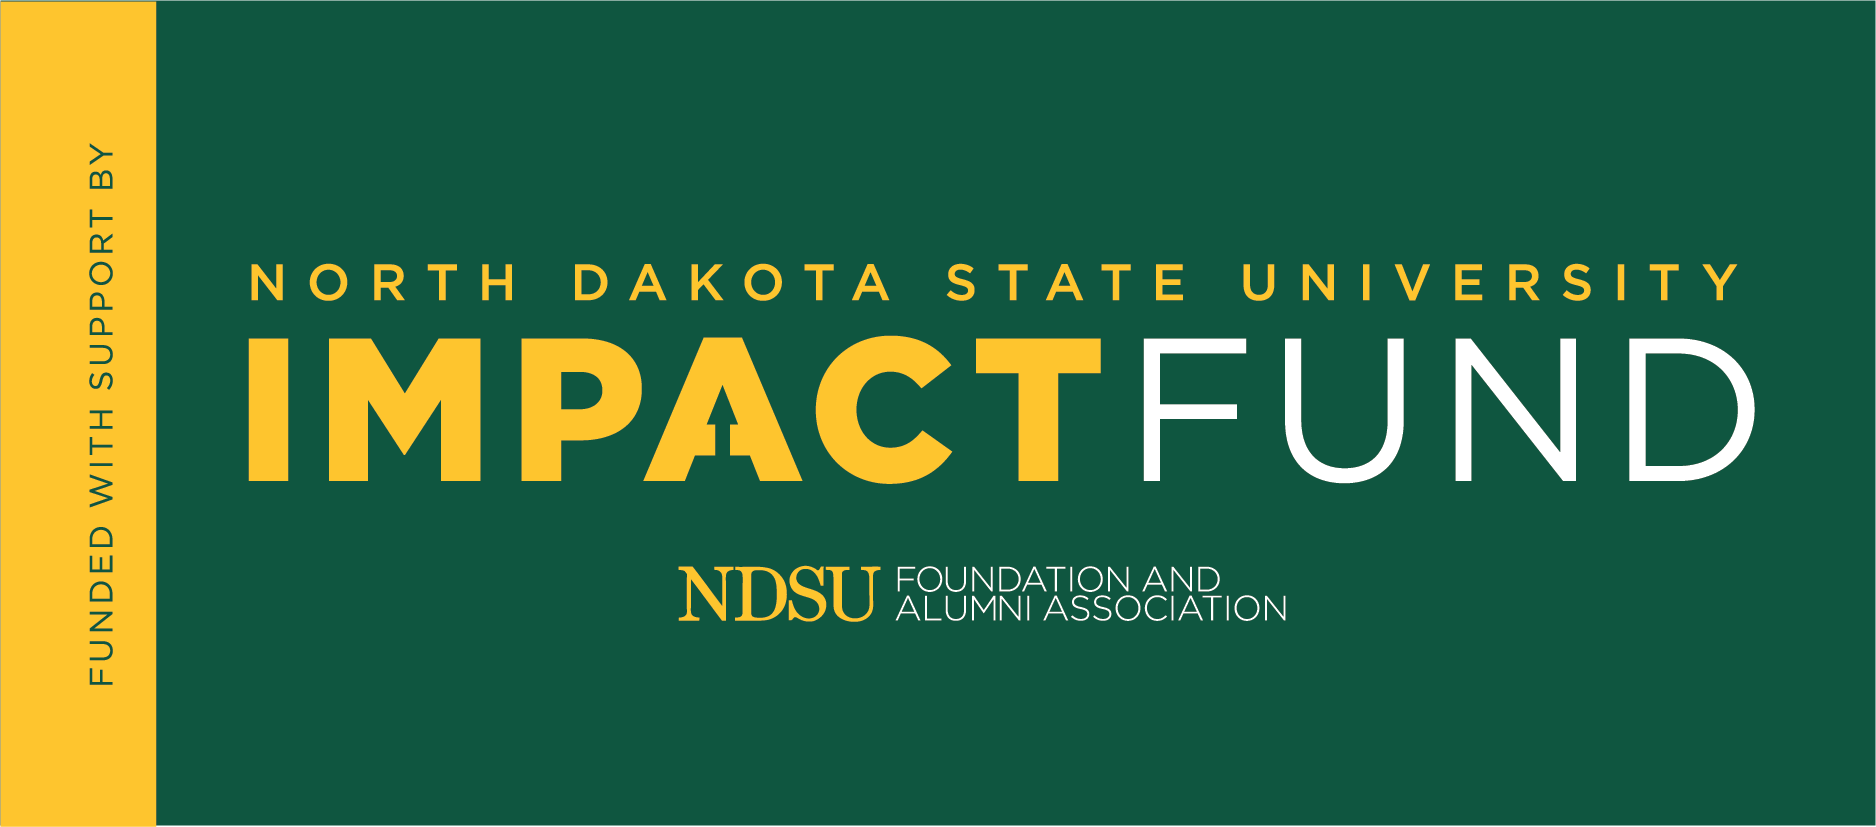 FUNDED WITH SUPPORT BY
NORTH DAKOTA STATE UNIVERSITY
IMPACTFUND
NDSU FOUNDATION AND
ALUMNI ASSOCIATION